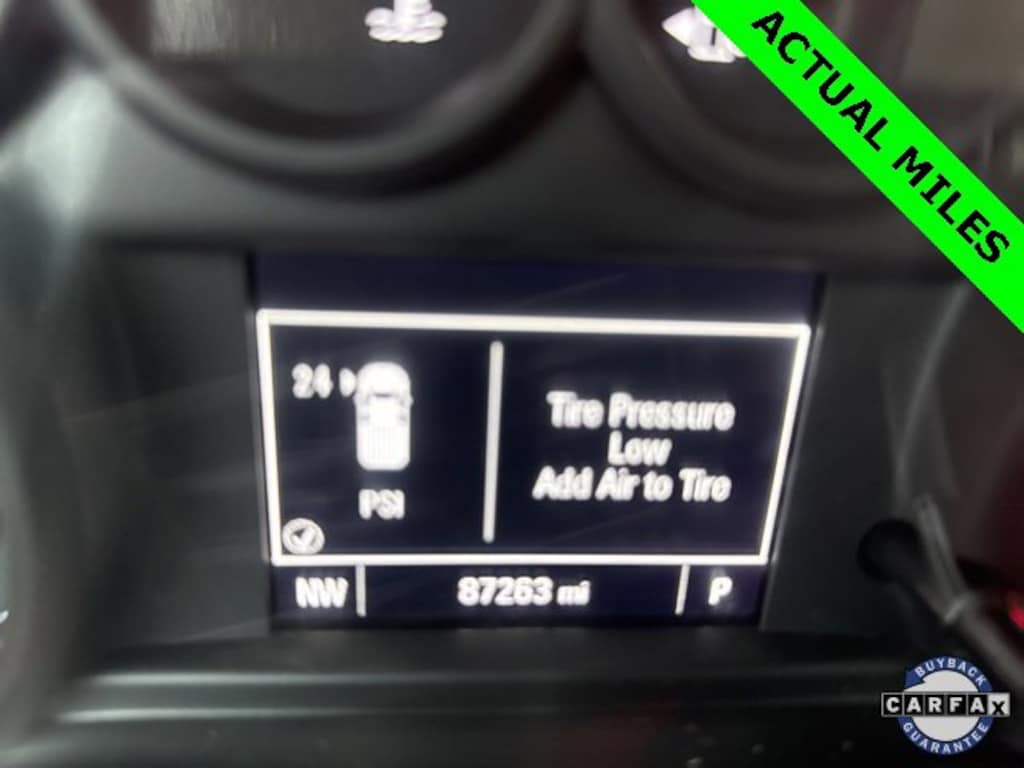 ACTUAL MILES
24
PSI
Tire Pressure
Low
Add Air to Tire
NW
87263 mi
P
BUYBACK
CARFAX
GUARANTEE